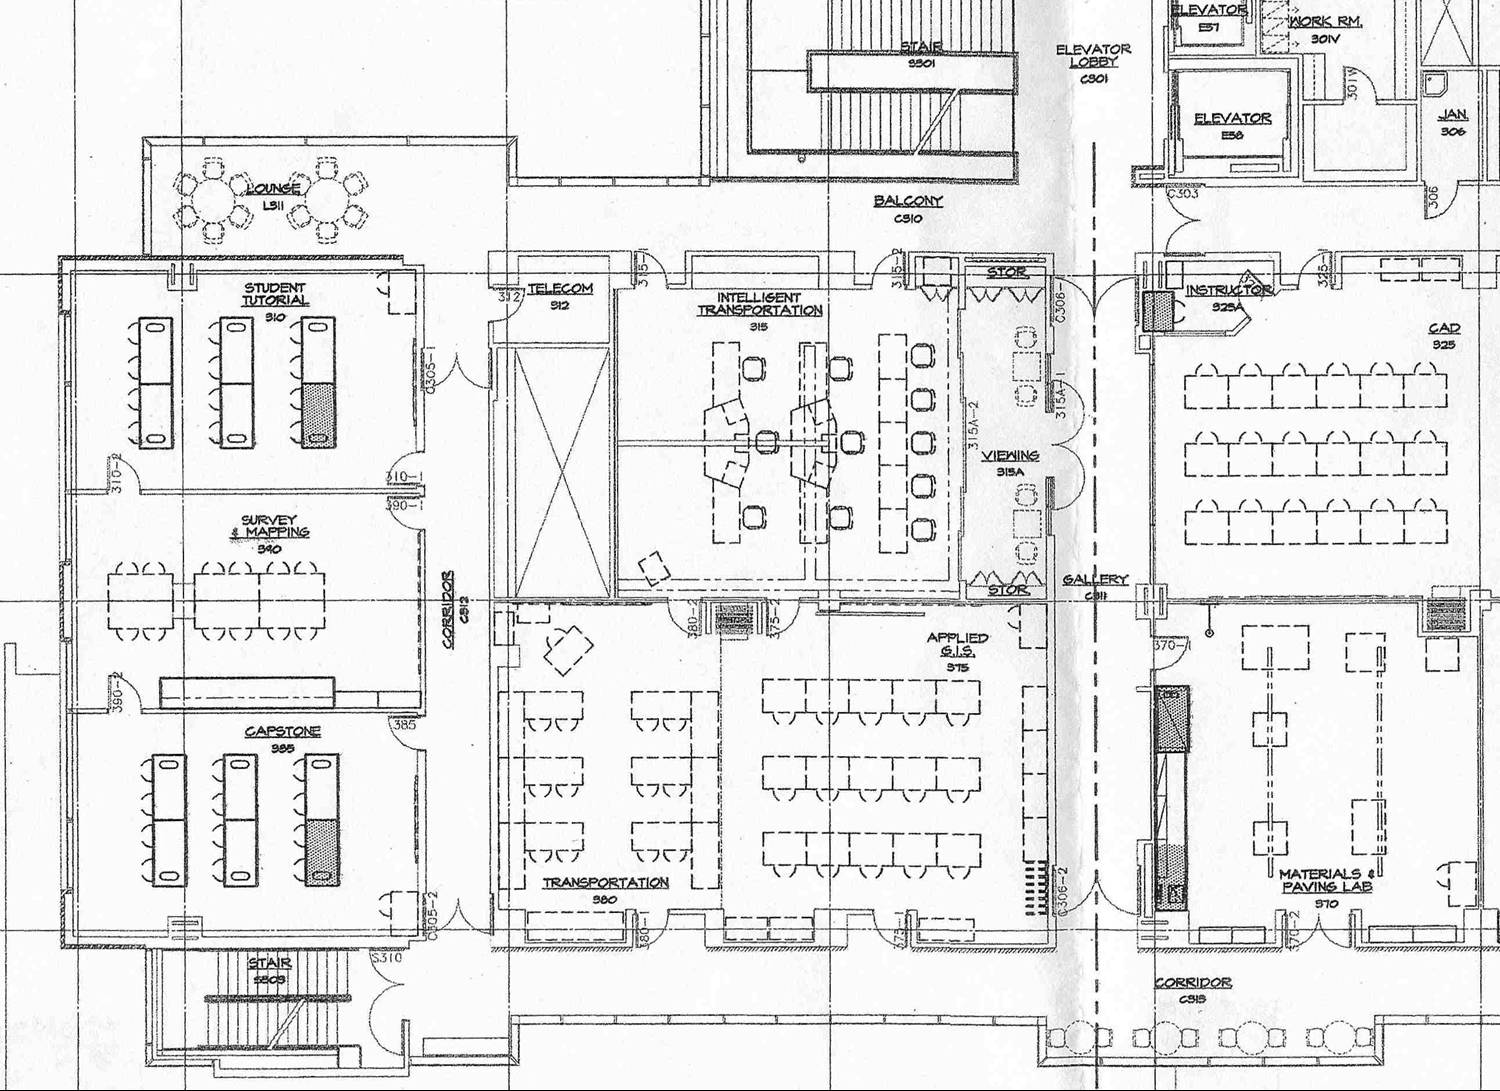 ELEVATOR
E57
WORK RM.
301V
STAIR
S301
ELEVATOR
LOBBY
C301
301W
ELEVATOR
E58
JAN.
306
LOUNGE
L311
BALCONY
C310
C303
306
STUDENT
TUTORIAL
310
312
TELECOM
312
315-1
INTELLIGENT
TRANSPORTATION
315
315-2
STOR
C306-1
INSTRUCTOR
325A
325-1
CAD
325
C305-1
315A-1
315A-2
VIEWING
315A
310-2
310-1
390-1
SURVEY
& MAPPING
390
CORRIDOR
C312
STOR
GALLERY
C311
380-2
375-2
APPLIED
G.I.S.
375
370-1
390-2
385
CAPSTONE
385
TRANSPORTATION
380
C306-2
MATERIALS &
PAVING LAB
370
C305-2
380-1
375-1
370-2
STAIR
S303
S310
CORRIDOR
C313